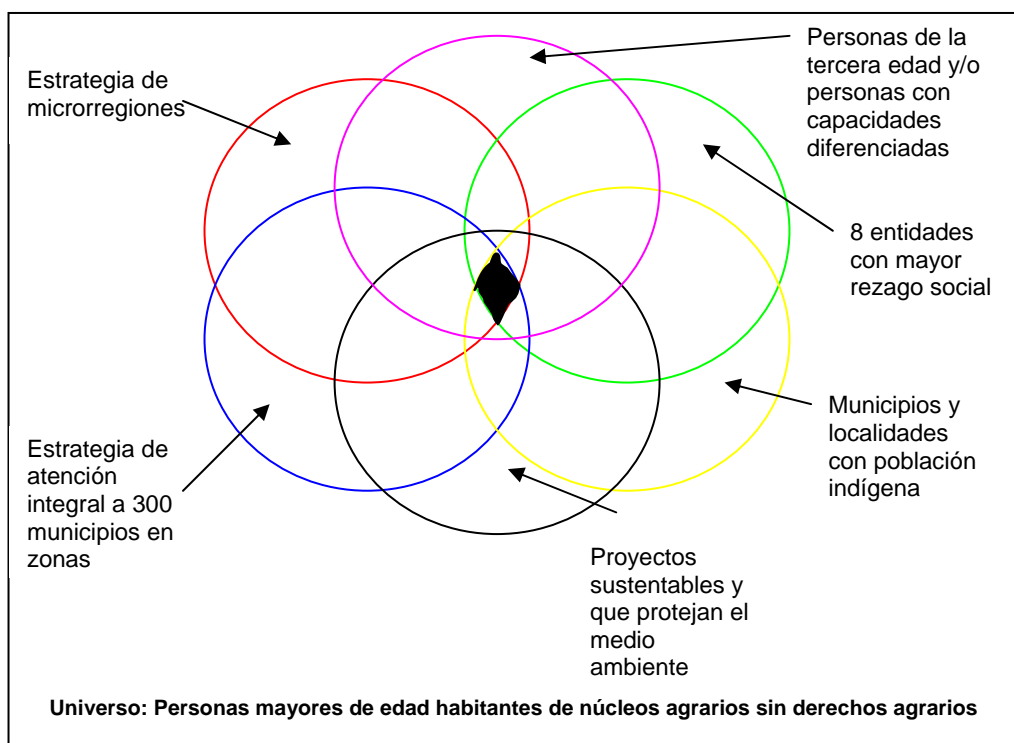 Estrategia de
microrregiones
Personas de la
tercera edad y/o
personas con
capacidades
diferenciadas
8 entidades
con mayor
rezago social
Municipios y
localidades
con población
indígena
Estrategia de
atención
integral a 300
municipios en
zonas
Proyectos
sustentables y
que protejan el
medio
ambiente
Universo: Personas mayores de edad habitantes de núcleos agrarios sin derechos agrarios